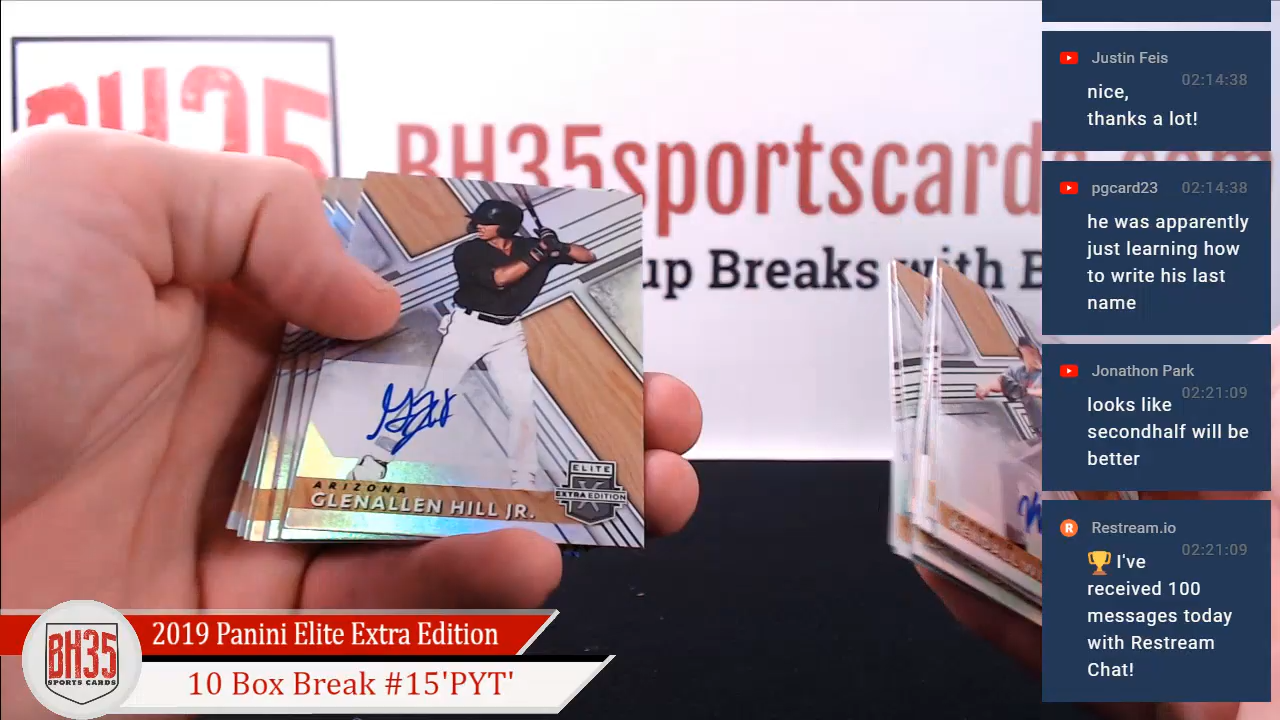 BH35
BH35sportscards.com
up Breaks with B
ARIZONA
GLENALLEN HILL JR.
ELITE
EXTRA EDITION
BH35
SPORTS CARDS
2019 Panini Elite Extra Edition
10 Box Break #15'PYT'
Justin Feis
02:14:38
nice,
thanks a lot!
pgcard23
02:14:38
he was apparently
just learning how
to write his last
name
Jonathon Park
02:21:09
looks like
secondhalf will be
better
R
Restream.io
02:21:09
🏆 I've
received 100
messages today
with Restream
Chat!